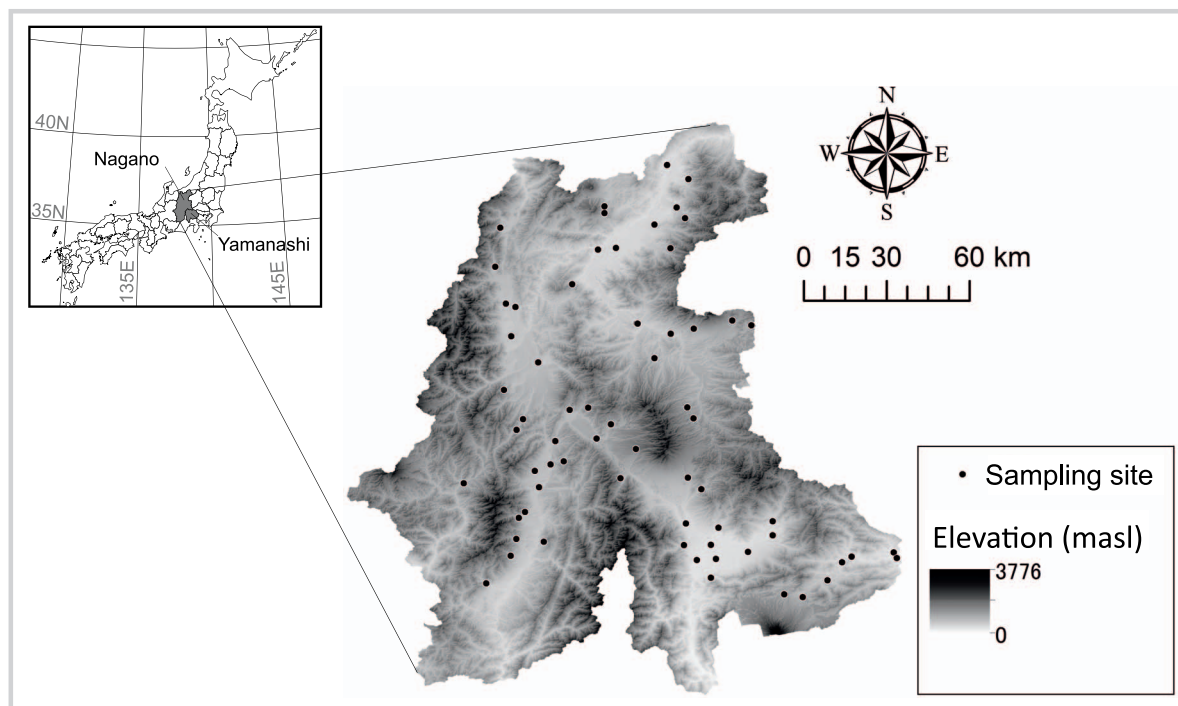 40N
Nagano
35N
Yamanashi
135E
145E
N
W
E
S
0 15 30 60 km
Sampling site
Elevation (masl)
3776
0